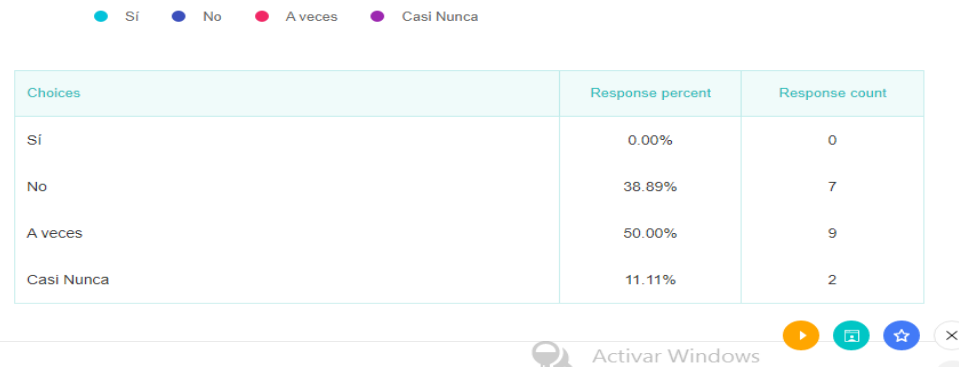 Sí No A veces Casi Nunca
Choices Response percent Response count
Sí 0.00% 0
No 38.89% 7
A veces 50.00% 9
Casi Nunca 11.11% 2
Activar Windows